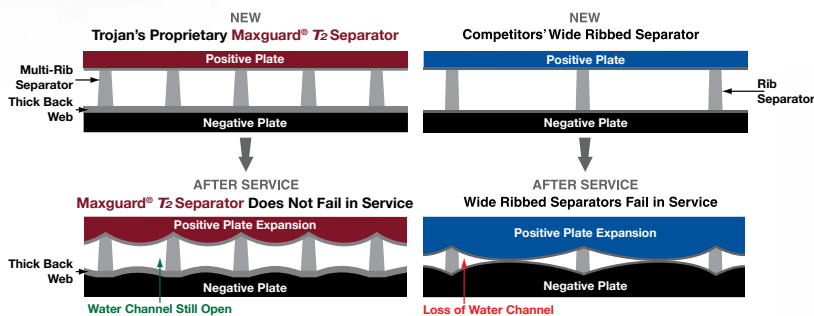 NEW
Trojan's Proprietary Maxguard® T2 Separator
Positive Plate
Multi-Rib
Separator
Thick Back
Web
Negative Plate
NEW
Competitors' Wide Ribbed Separator
Positive Plate
Rib
Separator
Negative Plate
AFTER SERVICE
Maxguard® T2 Separator Does Not Fail in Service
Positive Plate Expansion
Thick Back
Web
Negative Plate
Water Channel Still Open
AFTER SERVICE
Wide Ribbed Separators Fail in Service
Positive Plate Expansion
Negative Plate
Loss of Water Channel